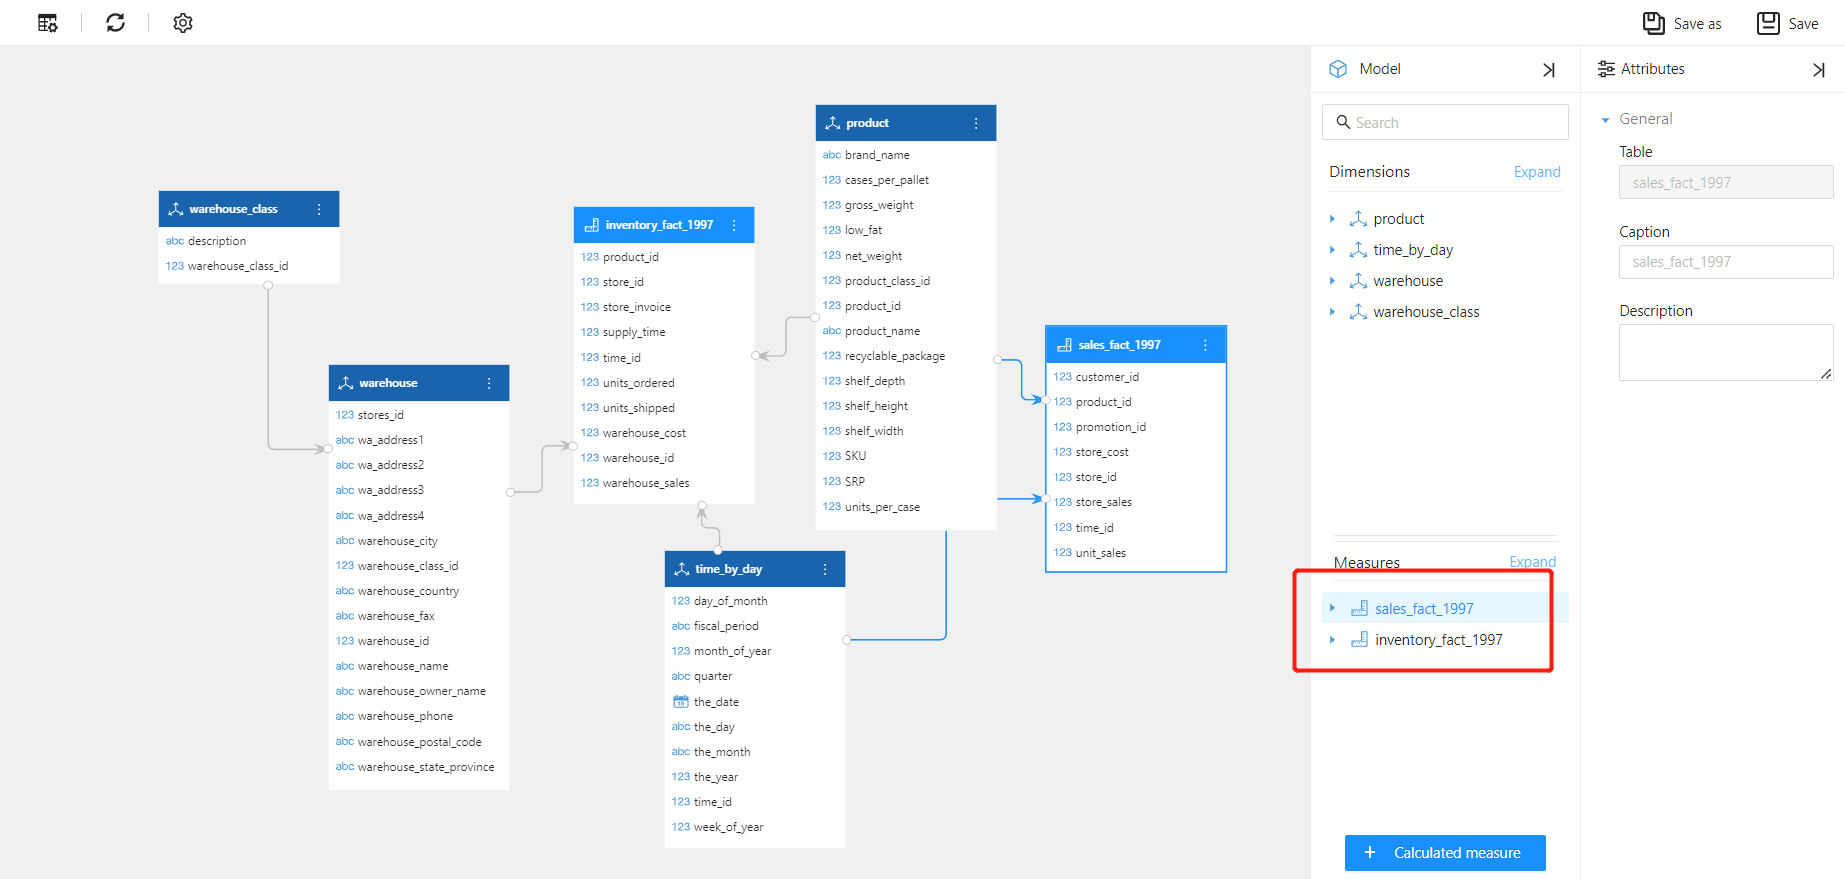 Save as
Save
warehouse_class
abc description
123 warehouse_class_id
warehouse
123 stores_id
abc wa_address1
abc wa_address2
abc wa_address3
abc wa_address4
abc warehouse_city
123 warehouse_class_id
abc warehouse_country
abc warehouse_fax
123 warehouse_id
abc warehouse_name
abc warehouse_owner_name
abc warehouse_phone
abc warehouse_postal_code
abc warehouse_state_province
inventory_fact_1997
123 product_id
123 store_id
123 store_invoice
123 supply_time
123 time_id
123 units_ordered
123 units_shipped
123 warehouse_cost
123 warehouse_id
123 warehouse_sales
time_by_day
123 day_of_month
abc fiscal_period
123 month_of_year
abc quarter
the_date
abc the_day
abc the_month
123 the_year
123 time_id
123 week_of_year
product
abc brand_name
123 cases_per_pallet
123 gross_weight
123 low_fat
123 net_weight
123 product_class_id
123 product_id
abc product_name
123 recyclable_package
123 shelf_depth
123 shelf_height
123 shelf_width
123 SKU
123 SRP
123 units_per_case
sales_fact_1997
123 customer_id
123 product_id
123 promotion_id
123 store_cost
123 store_id
123 store_sales
123 time_id
123 unit_sales
Model
Search
Dimensions Expand
product
time_by_day
warehouse
warehouse_class
Measures Expand
sales_fact_1997
inventory_fact_1997
+ Calculated measure
Attributes
General
Table
sales_fact_1997
Caption
sales_fact_1997
Description